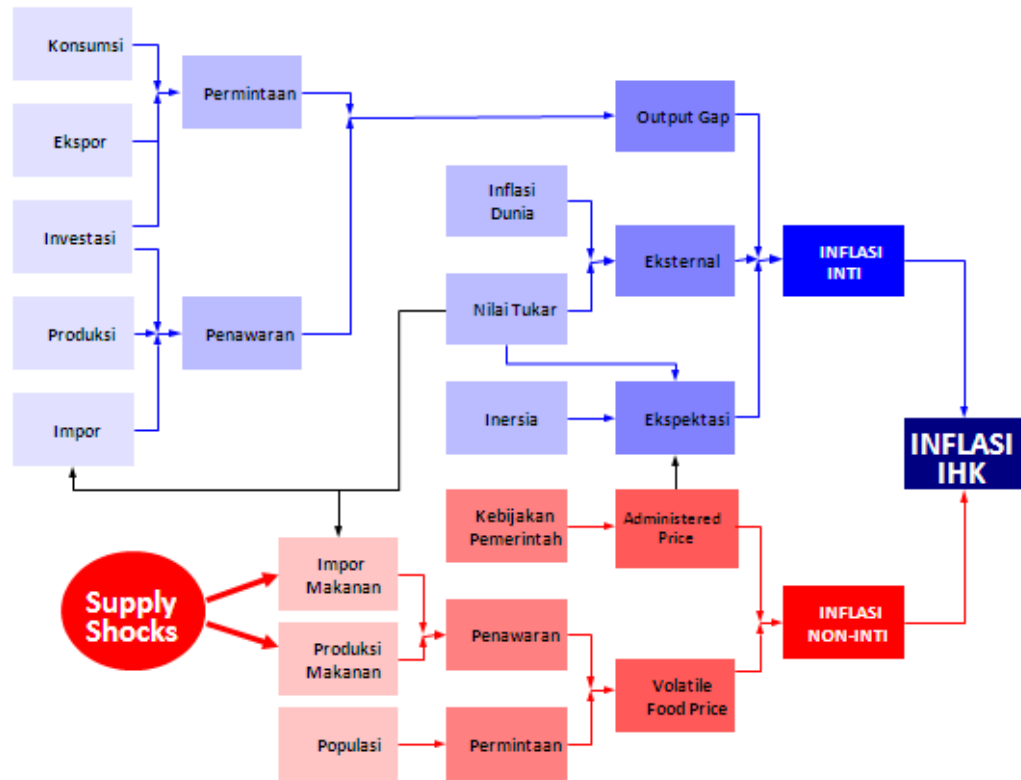 Konsumsi
Permintaan
Ekspor
Output Gap
Inflasi
Dunia
Investasi
Eksternal
INFLASI
INTI
Produksi
Penawaran
Nilai Tukar
Impor
Inersia
Ekspektasi
INFLASI
IHK
Kebijakan
Pemerintah
Administered
Price
Supply
Shocks
Impor
Makanan
Produksi
Makanan
Penawaran
INFLASI
NON-INTI
Volatile
Food Price
Populasi
Permintaan